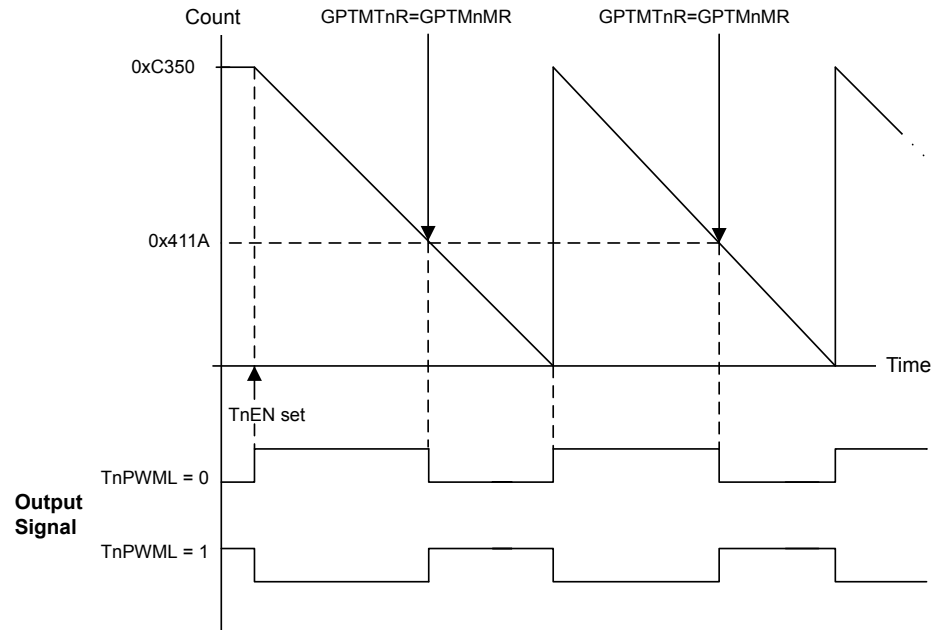 Count
GPTMTnR=GPTMnMR
GPTMTnR=GPTMnMR
0xC350
0x411A
Time
TnEN set
TnPWML = 0
Output
Signal
TnPWML = 1